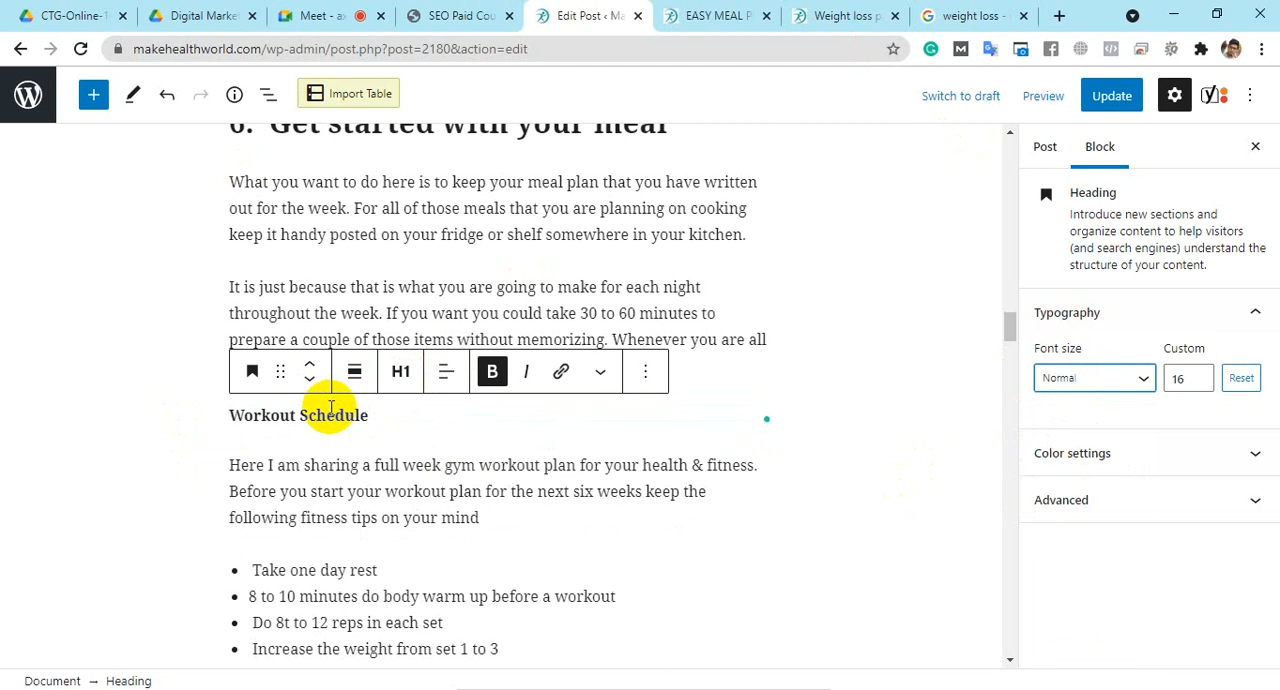 CTG-Online-T
Digital Market
Meet - ax
SEO Paid Cou
Edit Post ‹ Ma
EASY MEAL P
Weight loss p
weight loss -
makehealthworld.com/wp-admin/post.php?post=2180&action=edit
Import Table
Switch to draft
Preview
Update
6. Get started with your meal
What you want to do here is to keep your meal plan that you have written
out for the week. For all of those meals that you are planning on cooking
keep it handy posted on your fridge or shelf somewhere in your kitchen.
It is just because that is what you are going to make for each night
throughout the week. If you want you could take 30 to 60 minutes to
prepare a couple of those items without memorizing. Whenever you are all
H1
B
I
Workout Schedule
Here I am sharing a full week gym workout plan for your health & fitness.
Before you start your workout plan for the next six weeks keep the
following fitness tips on your mind
• Take one day rest
• 8 to 10 minutes do body warm up before a workout
• Do 8t to 12 reps in each set
• Increase the weight from set 1 to 3
Post
Block
Heading
Introduce new sections and
organize content to help visitors
(and search engines) understand the
structure of your content.
Typography
Font size
Custom
Normal
16
Reset
Color settings
Advanced
Document → Heading